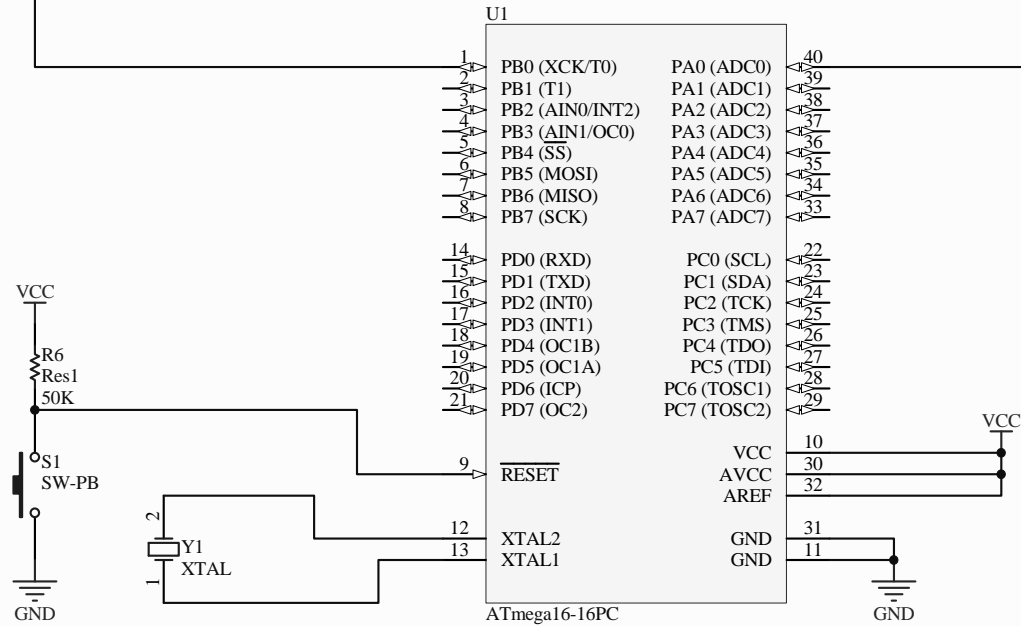 U1
1 PB0 (XCK/T0) PA0 (ADC0) 40
2 PB1 (T1) PA1 (ADC1) 39
3 PB2 (AIN0/INT2) PA2 (ADC2) 38
4 PB3 (AIN1/OC0) PA3 (ADC3) 37
5 PB4 (SS) PA4 (ADC4) 36
6 PB5 (MOSI) PA5 (ADC5) 35
7 PB6 (MISO) PA6 (ADC6) 34
8 PB7 (SCK) PA7 (ADC7) 33
14 PD0 (RXD) PC0 (SCL) 22
15 PD1 (TXD) PC1 (SDA) 23
16 PD2 (INT0) PC2 (TCK) 24
17 PD3 (INT1) PC3 (TMS) 25
18 PD4 (OC1B) PC4 (TDO) 26
19 PD5 (OC1A) PC5 (TDI) 27
20 PD6 (ICP) PC6 (TOSC1) 28
21 PD7 (OC2) PC7 (TOSC2) 29
VCC
R6
Res1
50K
VCC
VCC 10
9 RESET AVCC 30
AREF 32
S1
SW-PB
12 XTAL2 GND 31
13 XTAL1 GND 11
2
Y1
XTAL
1
GND
GND
ATmega16-16PC